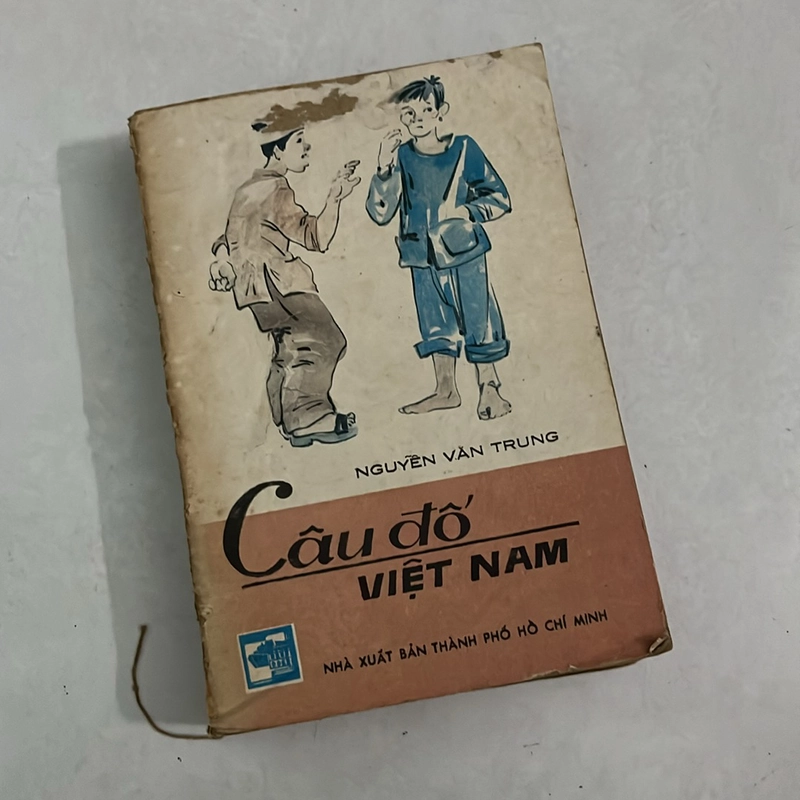 NGUYỄN VĂN TRUNG
Câu đố
VIỆT NAM
NHÀ XUẤT BẢN THÀNH PHỐ HỒ CHÍ MINH